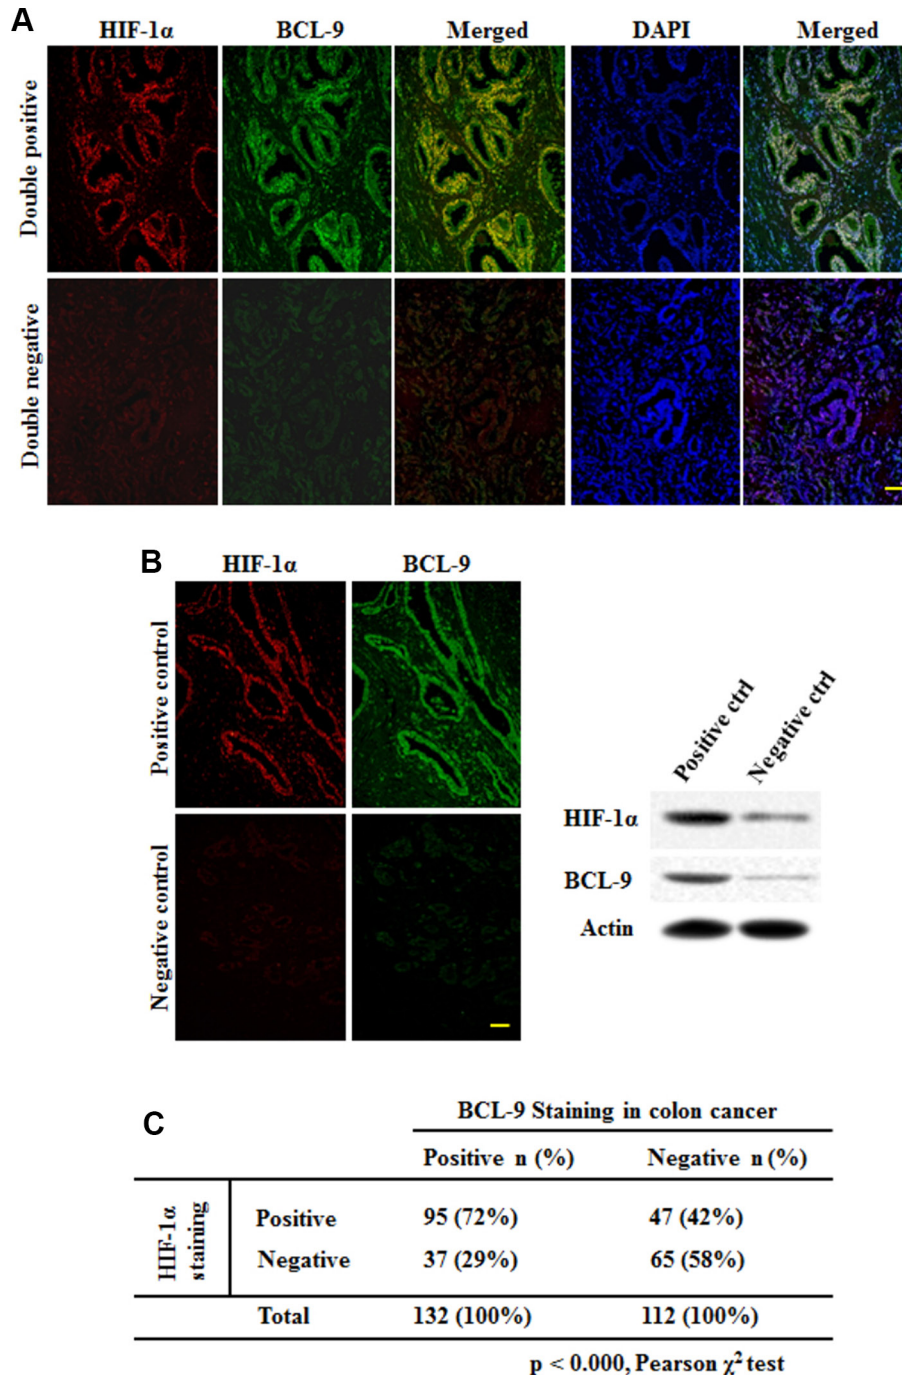 A
HIF-1α BCL-9 Merged DAPI Merged
Double positive
Double negative
B
HIF-1α BCL-9
Positive control
Negative control
Positive ctrl Negative ctrl
HIF-1α
BCL-9
Actin
C
BCL-9 Staining in colon cancer
Positive n (%) Negative n (%)
HIF-1α
staining
Positive 95 (72%) 47 (42%)
Negative 37 (29%) 65 (58%)
Total 132 (100%) 112 (100%)
p < 0.000, Pearson χ² test